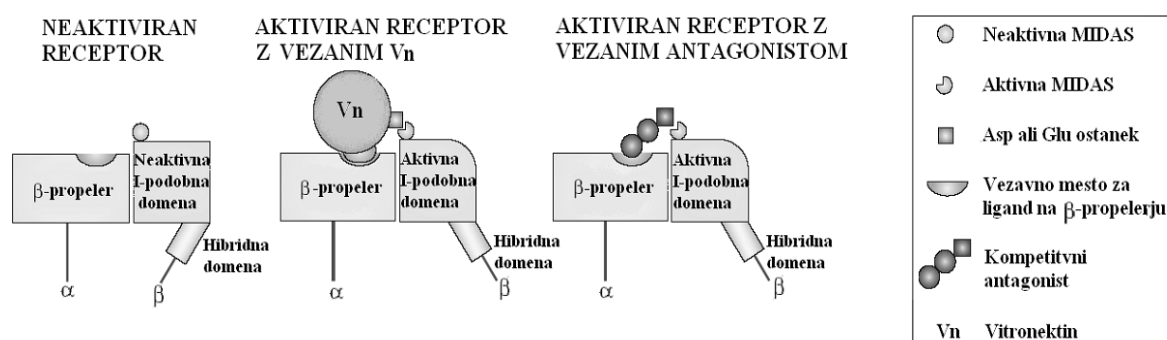 NEAKTIVIRAN
RECEPTOR
β-propeler
Neaktivna
I-podobna
domena
Hibridna
domena
α
β
AKTIVIRAN RECEPTOR
Z VEZANIM Vn
Vn
β-propeler
Aktivna
I-podobna
domena
Hibridna
domena
α
β
AKTIVIRAN RECEPTOR Z
VEZANIM ANTAGONISTOM
β-propeler
Aktivna
I-podobna
domena
Hibridna
domena
α
β
Neaktivna MIDAS
Aktivna MIDAS
Asp ali Glu ostanek
Vezavno mesto za
ligand na β-propelerju
Kompetitvni
antagonist
Vn Vitronektin